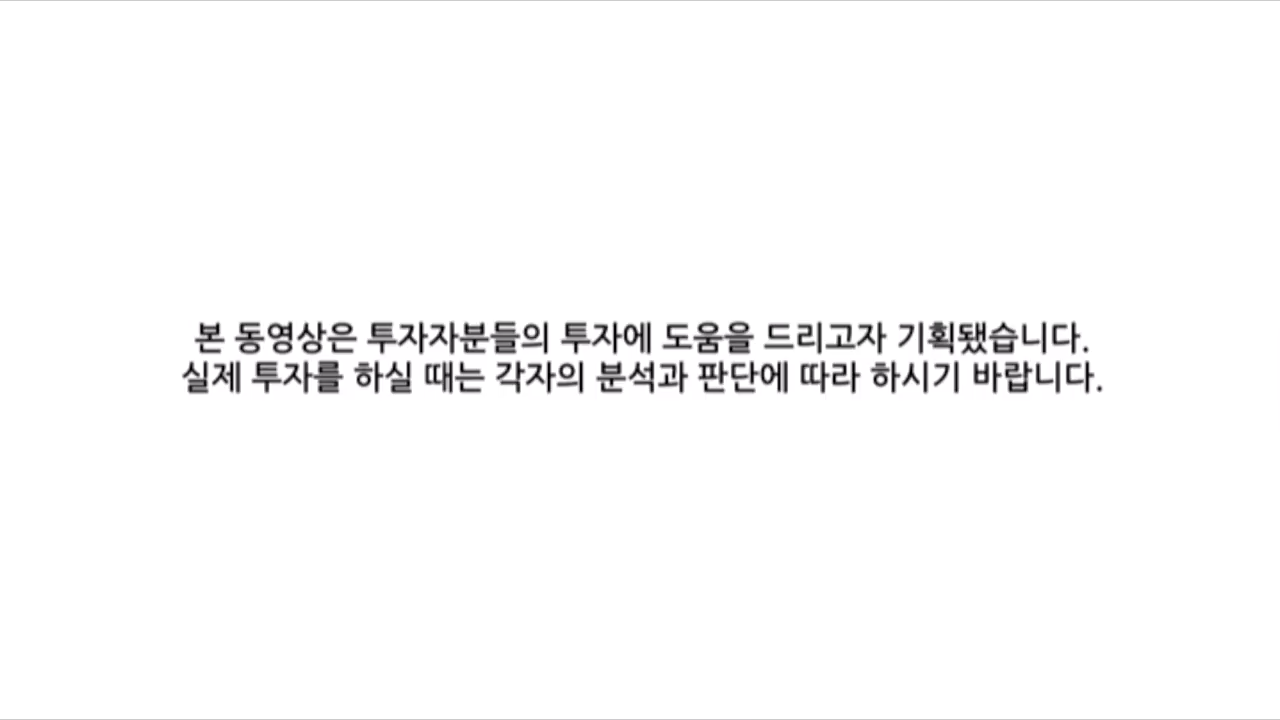 본 동영상은 투자자분들의 투자에 도움을 드리고자 기획됐습니다.
실제 투자를 하실 때는 각자의 분석과 판단에 따라 하시기 바랍니다.